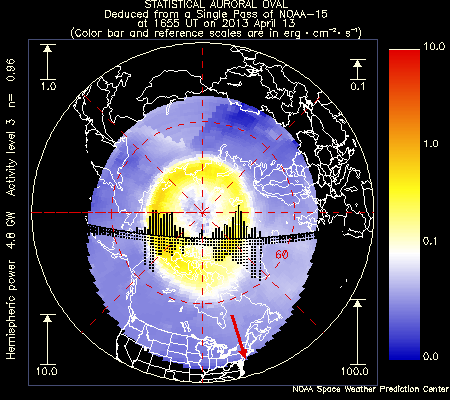 STATISTICAL AURORAL OVAL
Deduced from a Single Pass of NOAA-15
at 1655 UT on 2013 April 13
(Color bar and reference scales are in erg · cm⁻² · s⁻¹)
Hemispheric power 4.8 GW Activity level 3 n= 0.96
1.0
0.1
10.0
1.0
0.1
0.0
60
10.0
100.0
NOAA Space Weather Prediction Center